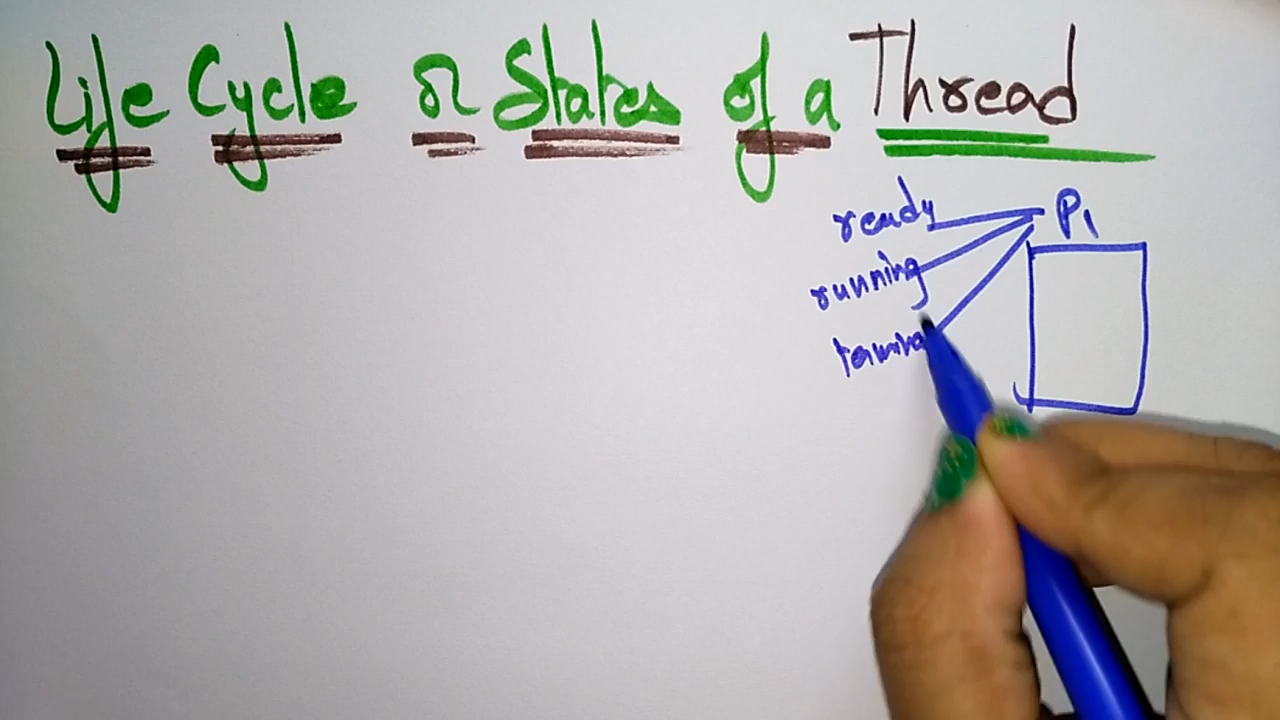 Life Cycle or States of a Thread
ready P1
running